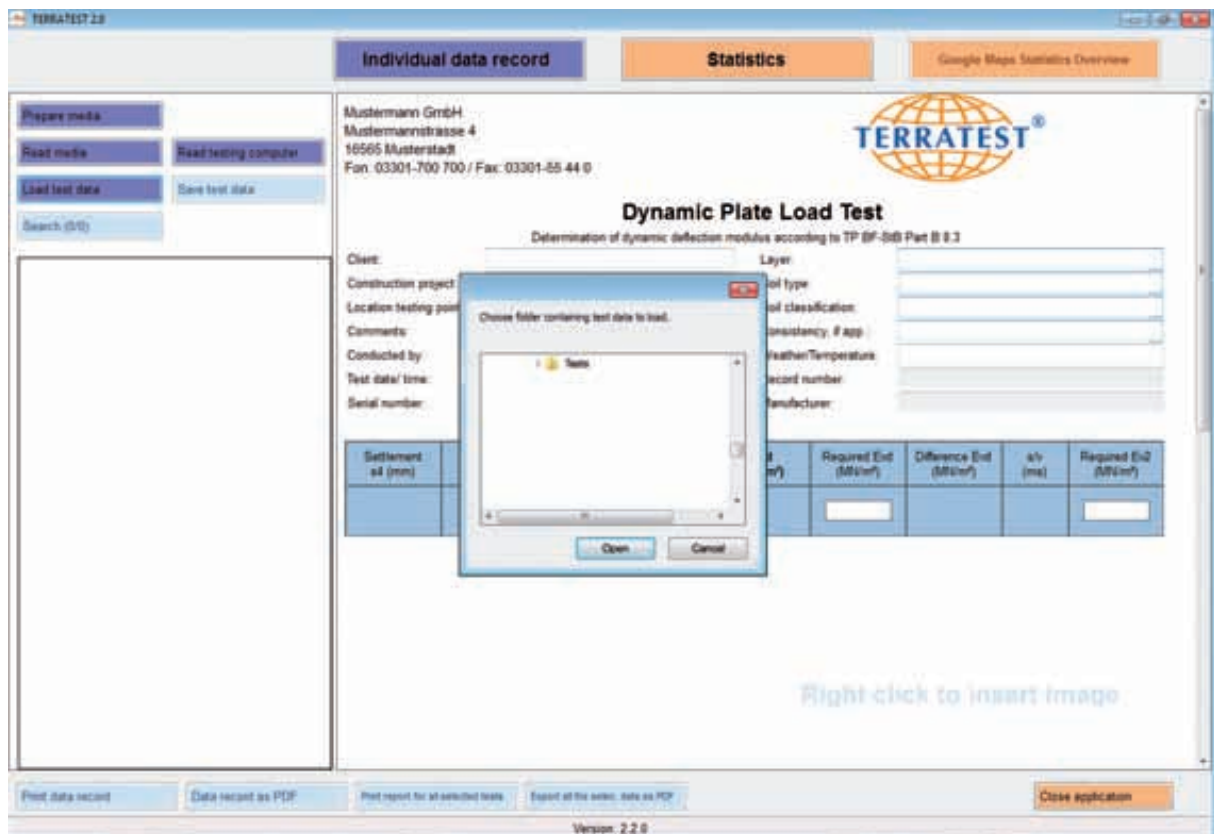 TERRATEST 2.0
Individual data record
Statistics
Google Maps Statistics Overview
Prepare media
Read media
Read testing computer
Load test data
Save test data
Search (0/0)
Mustermann GmbH
Mustermannstrasse 4
16565 Musterstadt
Fon: 03301-700 700 / Fax: 03301-55 44 0
TERRATEST®
Dynamic Plate Load Test
Determination of dynamic deflection modulus according to TP BF-StB Part B 8.3
Client:
Layer:
Construction project
oil type
Location testing point
oil classification:
Comments:
onsistency, if app.:
Conducted by
Weather/Temperature
Test data/ time:
ecord number:
Serial number:
Manufacturer:
Choose folder containing test data to load.
Tests
Open
Cancel
Settlement
s4 (mm)
Required Evd
(MN/m²)
Difference Evd
(MN/m²)
s/v
(ms)
Required Ev2
(MN/m²)
Right click to insert image
Print data record
Data record as PDF
Print report for all selected tests
Export all the selec. data as PDF
Close application
Version: 2.2.0